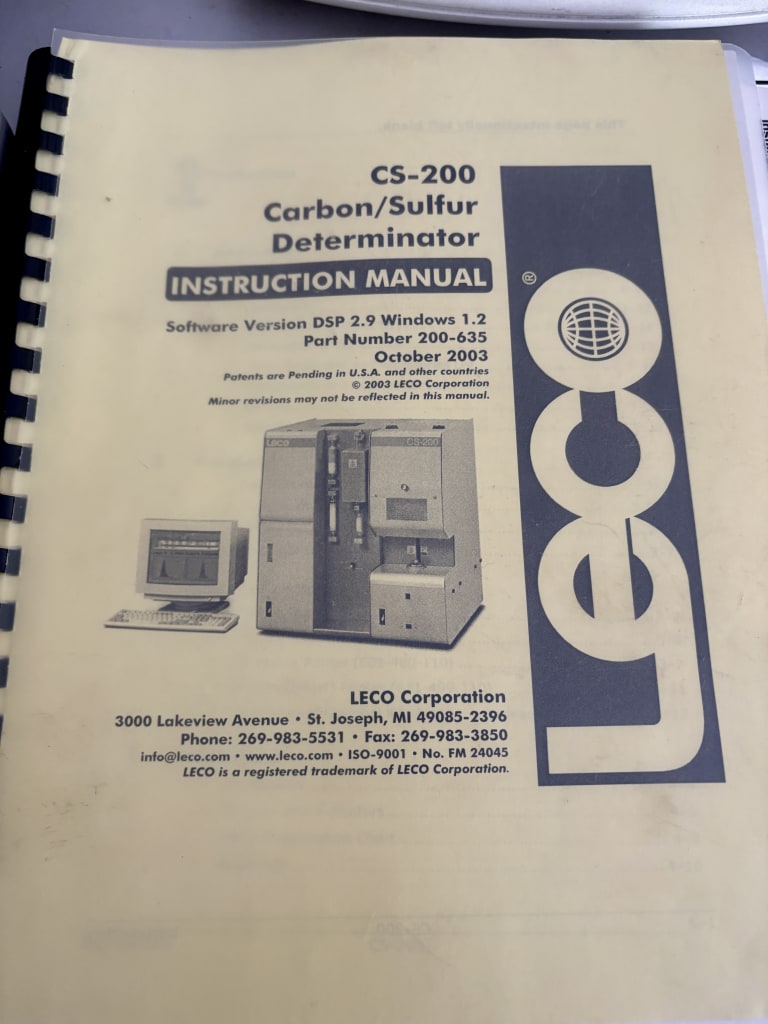 CS-200
Carbon/Sulfur
Determinator
INSTRUCTION MANUAL
Software Version DSP 2.9 Windows 1.2
Part Number 200-635
October 2003
Patents are Pending in U.S.A. and other countries
© 2003 LECO Corporation
Minor revisions may not be reflected in this manual.
LECO
CS-200
LECO Corporation
3000 Lakeview Avenue • St. Joseph, MI 49085-2396
Phone: 269-983-5531 • Fax: 269-983-3850
info@leco.com • www.leco.com • ISO-9001 • No. FM 24045
LECO is a registered trademark of LECO Corporation.
leco®